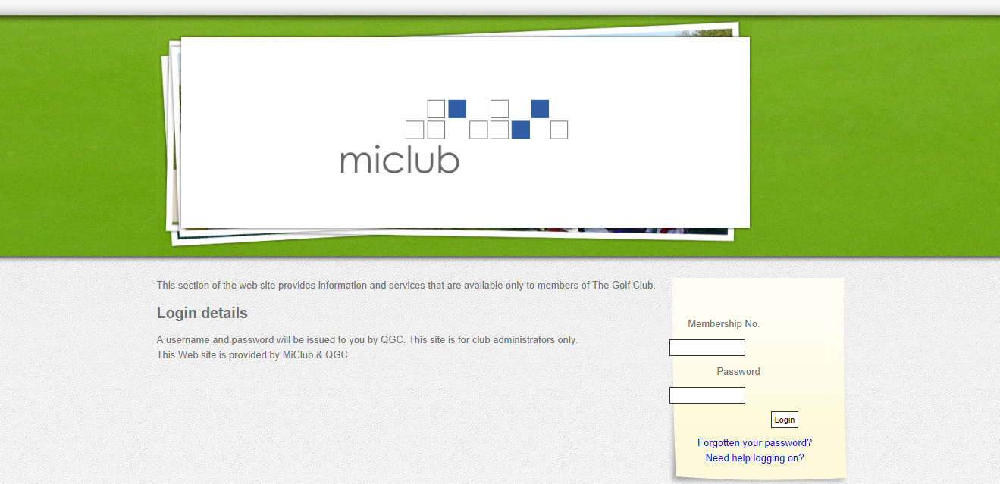 miclub
This section of the web site provides information and services that are available only to members of The Golf Club.
Login details
A username and password will be issued to you by QGC. This site is for club administrators only.
This Web site is provided by MiClub & QGC.
Membership No.
Password
Login
Forgotten your password?
Need help logging on?